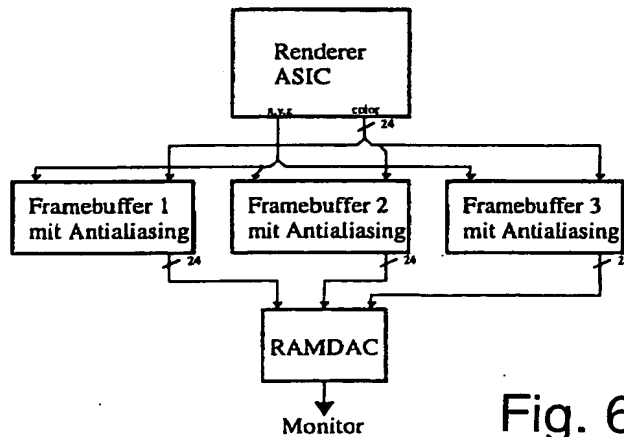 Renderer
ASIC
x,y,z color
24
Framebuffer 1
mit Antialiasing
Framebuffer 2
mit Antialiasing
Framebuffer 3
mit Antialiasing
24
24
2
RAMDAC
Monitor
Fig. 6